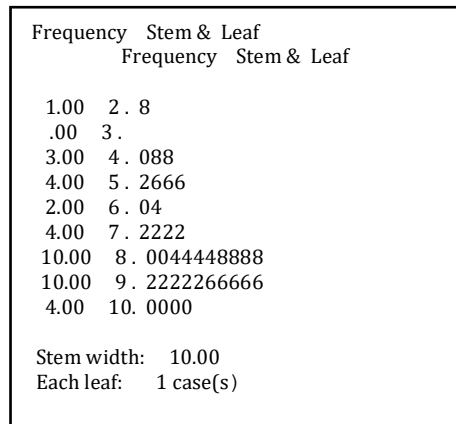 Frequency Stem & Leaf
Frequency Stem & Leaf
1.00 2 . 8
.00 3 .
3.00 4 . 088
4.00 5 . 2666
2.00 6 . 04
4.00 7 . 2222
10.00 8 . 0044448888
10.00 9 . 2222266666
4.00 10. 0000
Stem width: 10.00
Each leaf: 1 case(s)